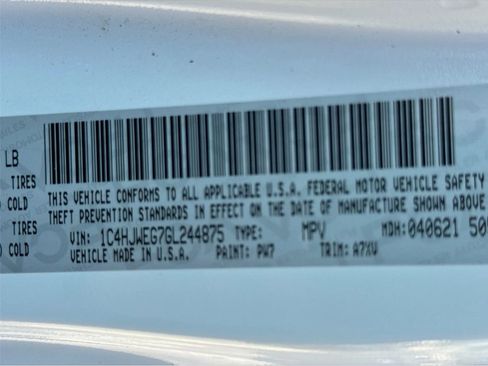 LB
TIRES
COLD
TIRES
COLD
THIS VEHICLE CONFORMS TO ALL APPLICABLE U.S.A. FEDERAL MOTOR VEHICLE SAFETY
THEFT PREVENTION STANDARDS IN EFFECT ON THE DATE OF MANUFACTURE SHOWN ABOVE
VIN: 1C4HJWEG7GL244875 TYPE: MPV MDH: 040621 50
VEHICLE MADE IN U.S.A. PAINT: PW7 TRIM: A7XV